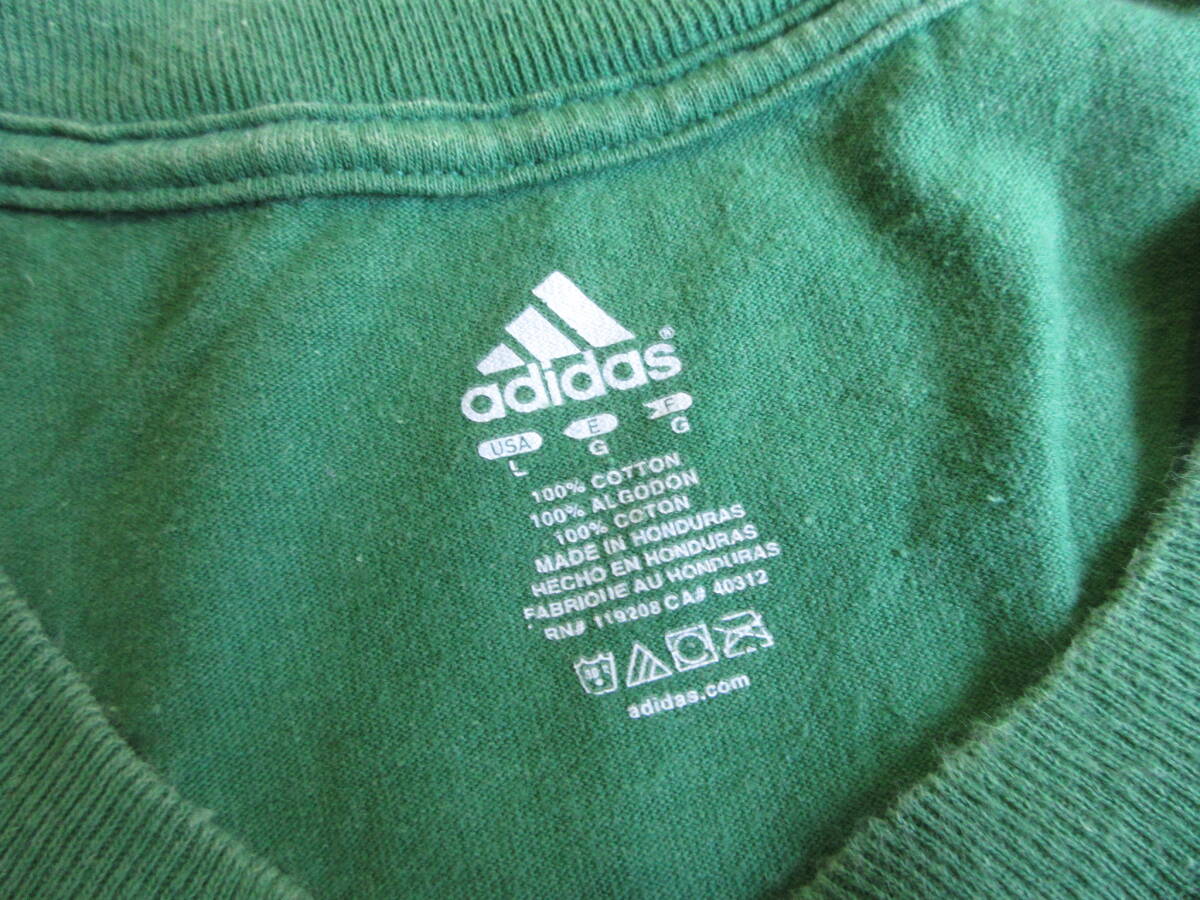 adidas®
USA E F
L G G
100% COTTON
100% ALGODON
100% COTON
MADE IN HONDURAS
HECHO EN HONDURAS
FABRIQUE AU HONDURAS
RN# 119208 CA# 40312
adidas.com